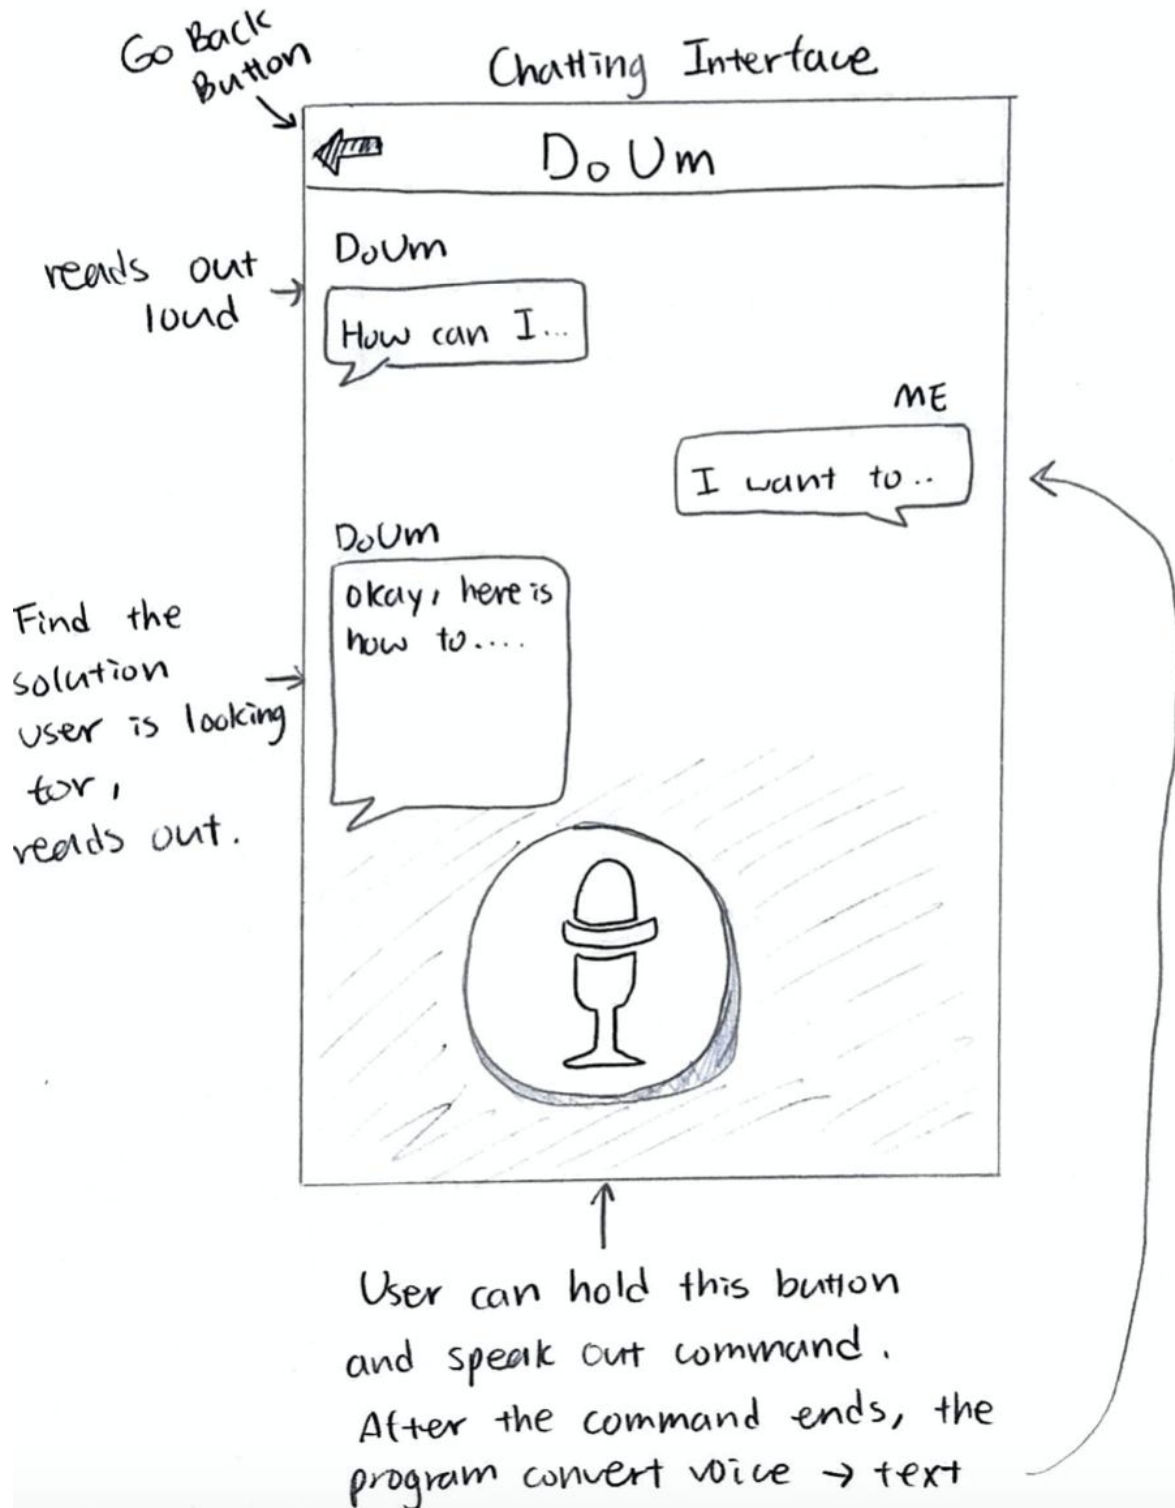 Go Back
Button
Chatting Interface
DoUm
DoUm
reads out
loud
How can I...
ME
I want to..
DoUm
okay, here is
how to.....
Find the
solution
user is looking
for,
reads out.
User can hold this button
and speak out command.
After the command ends, the
program convert voice → text